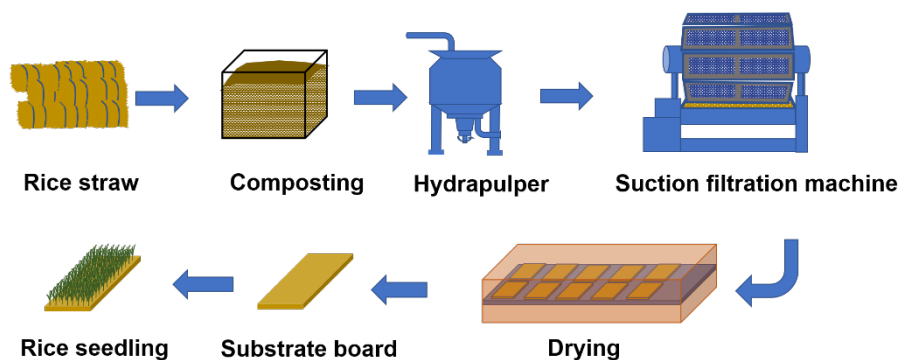 Rice straw
Composting
Hydrapulper
Suction filtration machine
Rice seedling
Substrate board
Drying